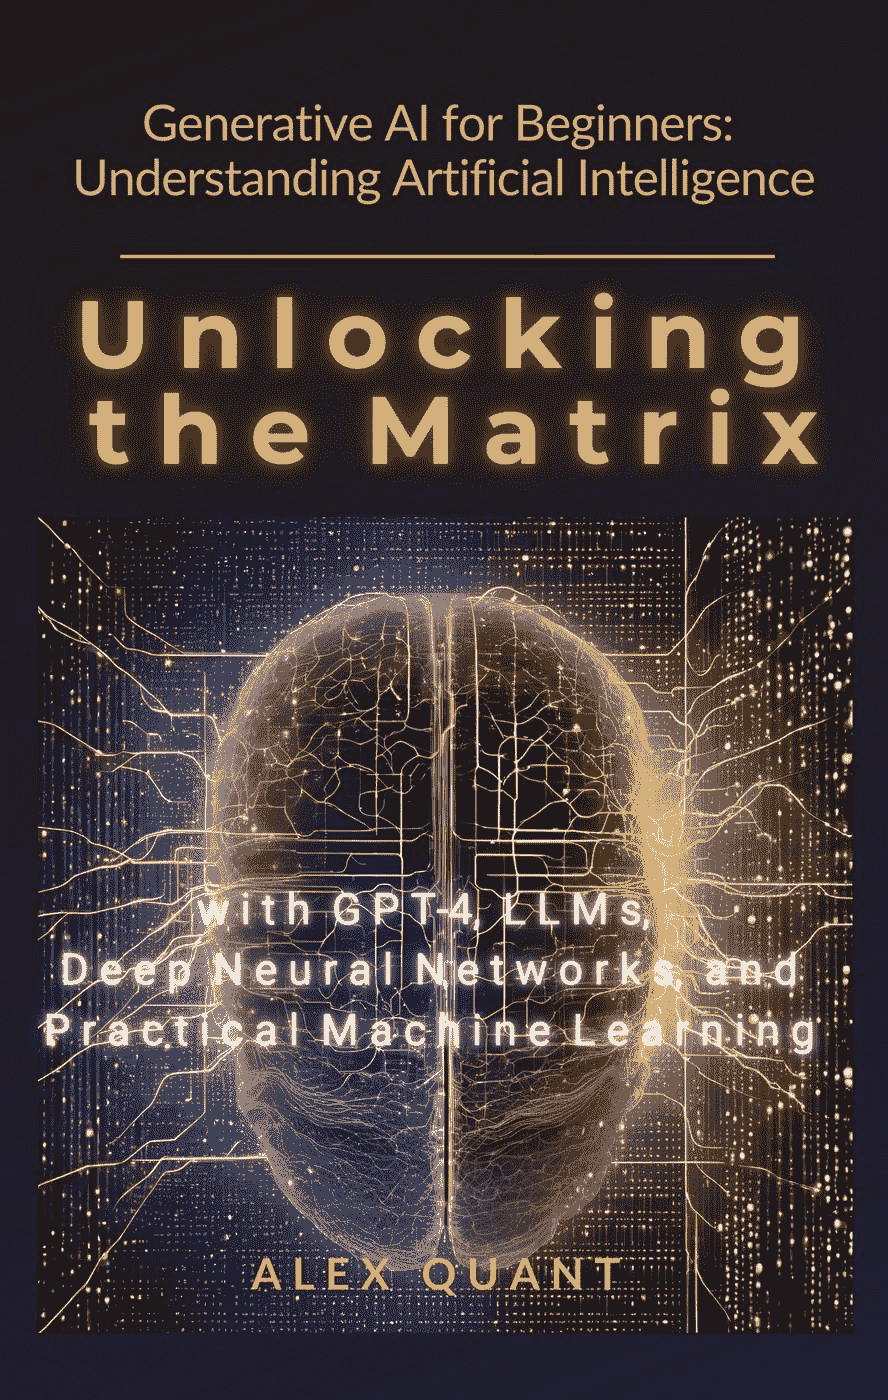 Generative AI for Beginners:
Understanding Artificial Intelligence
Unlocking
the Matrix
with GPT-4, LLMs,
Deep Neural Networks, and
Practical Machine Learning
ALEX QUANT